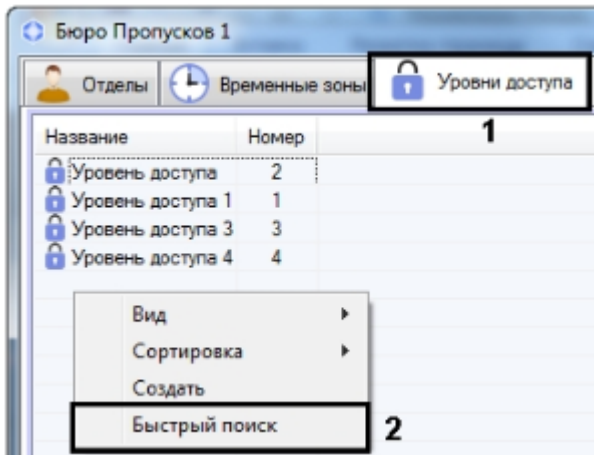 Бюро Пропусков 1
Отделы Временные зоны Уровни доступа
1
Название Номер
Уровень доступа 2
Уровень доступа 1 1
Уровень доступа 3 3
Уровень доступа 4 4
Вид
Сортировка
Создать
Быстрый поиск 2